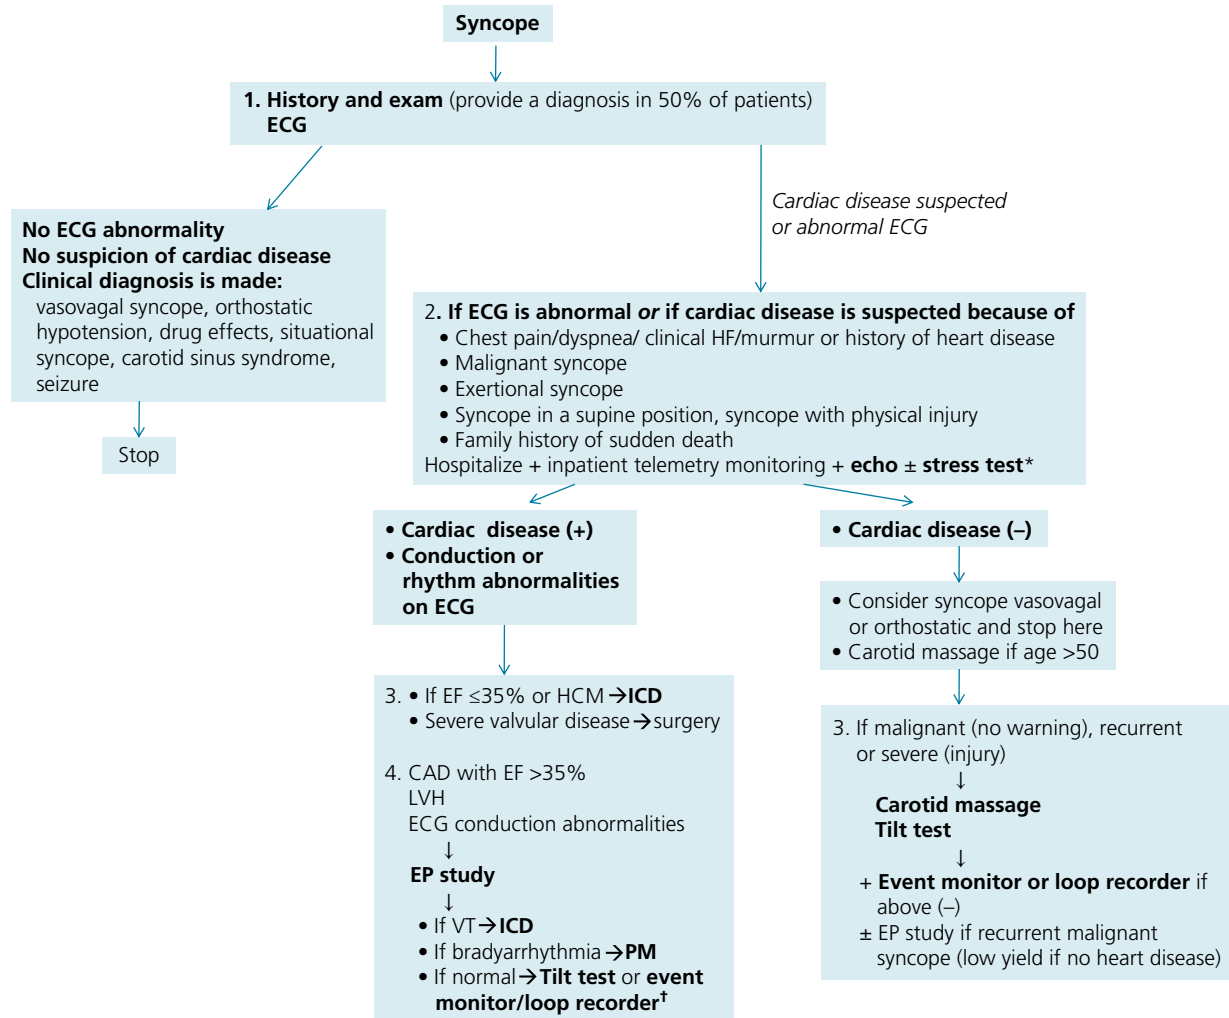 Syncope
1. History and exam (provide a diagnosis in 50% of patients)
ECG
Cardiac disease suspected
or abnormal ECG
No ECG abnormality
No suspicion of cardiac disease
Clinical diagnosis is made:
vasovagal syncope, orthostatic
hypotension, drug effects, situational
syncope, carotid sinus syndrome,
seizure
Stop
2. If ECG is abnormal or if cardiac disease is suspected because of
• Chest pain/dyspnea/ clinical HF/murmur or history of heart disease
• Malignant syncope
• Exertional syncope
• Syncope in a supine position, syncope with physical injury
• Family history of sudden death
Hospitalize + inpatient telemetry monitoring + echo ± stress test*
• Cardiac disease (+)
• Conduction or
rhythm abnormalities
on ECG
3. • If EF ≤35% or HCM → ICD
• Severe valvular disease → surgery
4. CAD with EF >35%
LVH
ECG conduction abnormalities
↓
EP study
↓
• If VT → ICD
• If bradyarrhythmia → PM
• If normal → Tilt test or event
monitor/loop recorder†
• Cardiac disease (–)
• Consider syncope vasovagal
or orthostatic and stop here
• Carotid massage if age >50
3. If malignant (no warning), recurrent
or severe (injury)
↓
Carotid massage
Tilt test
↓
+ Event monitor or loop recorder if
above (–)
± EP study if recurrent malignant
syncope (low yield if no heart disease)